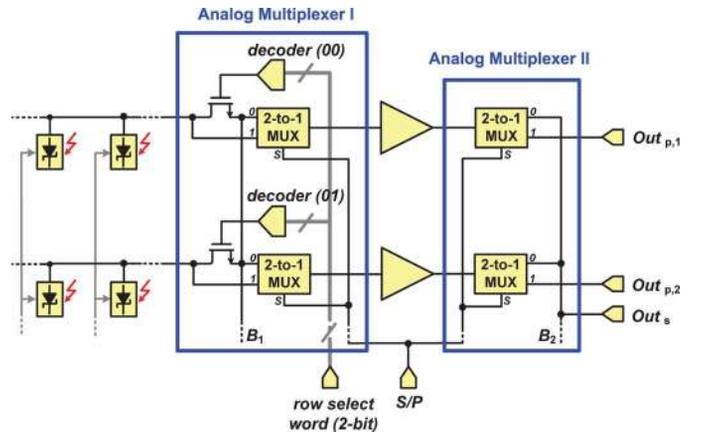 Analog Multiplexer I
Analog Multiplexer II
decoder (00)
0
2-to-1
MUX
1
S
0
2-to-1
MUX
1
S
Out p,1
decoder (01)
0
2-to-1
MUX
1
S
0
2-to-1
MUX
1
S
Out p,2
Out s
B1
B2
row select
word (2-bit)
S/P